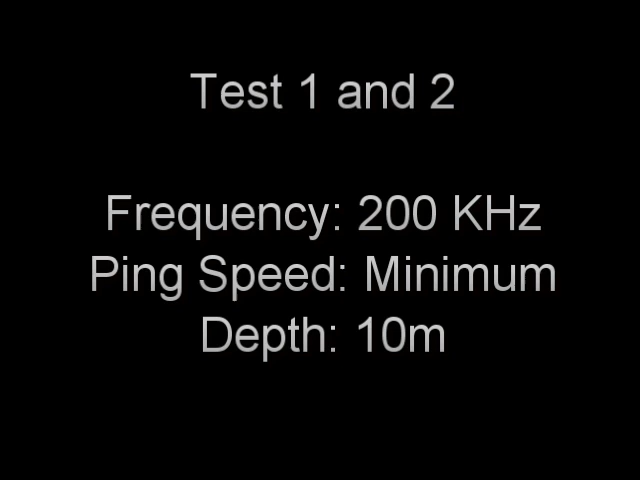 Test 1 and 2
Frequency: 200 KHz
Ping Speed: Minimum
Depth: 10m